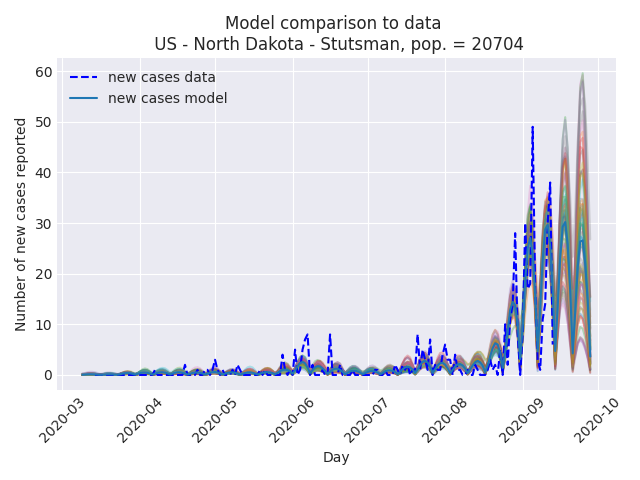 Model comparison to data
US - North Dakota - Stutsman, pop. = 20704
new cases data
new cases model
Number of new cases reported
60
50
40
30
20
10
0
2020-03
2020-04
2020-05
2020-06
2020-07
2020-08
2020-09
2020-10
Day